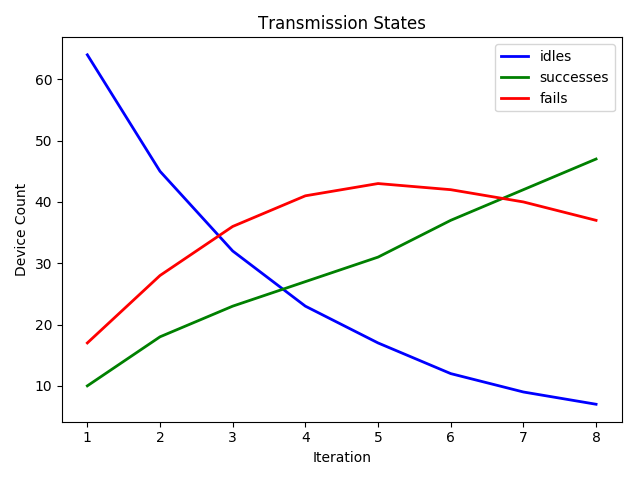 Transmission States
idles
successes
fails
60
50
40
30
20
10
Device Count
1 2 3 4 5 6 7 8
Iteration